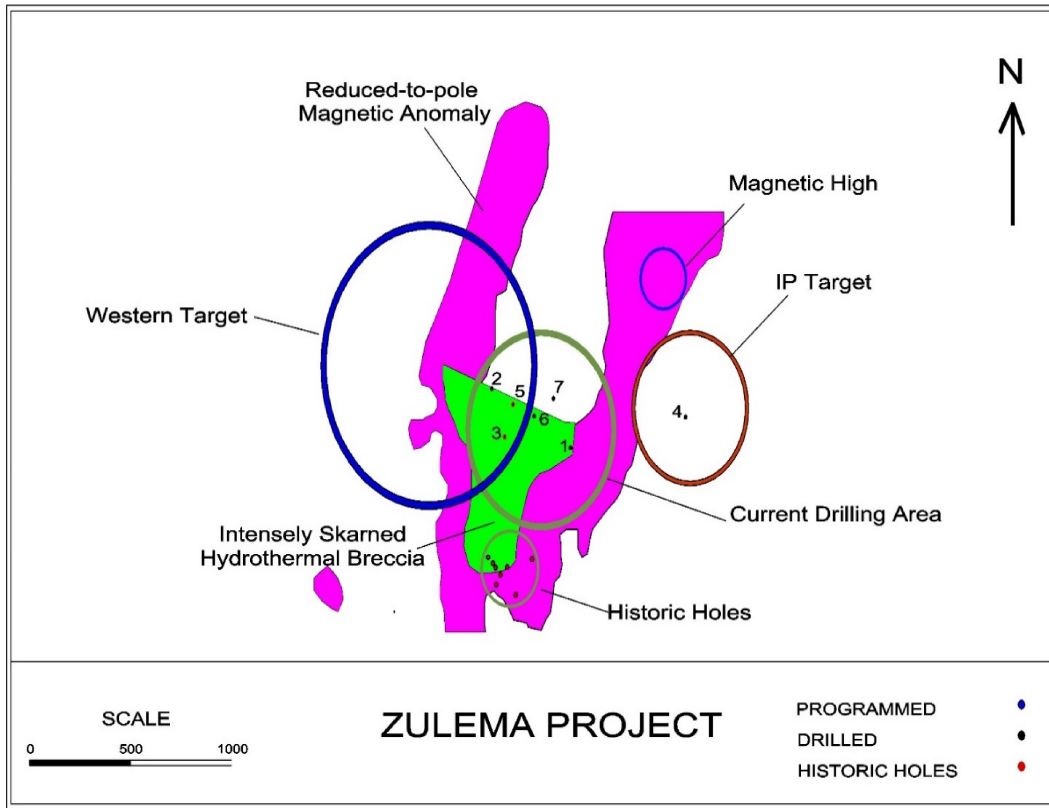 Reduced-to-pole
Magnetic Anomaly
N
Magnetic High
IP Target
Western Target
2
5
7
6
4
3
1
Current Drilling Area
Intensely Skarned
Hydrothermal Breccia
Historic Holes
SCALE
0 500 1000
ZULEMA PROJECT
PROGRAMMED
DRILLED
HISTORIC HOLES